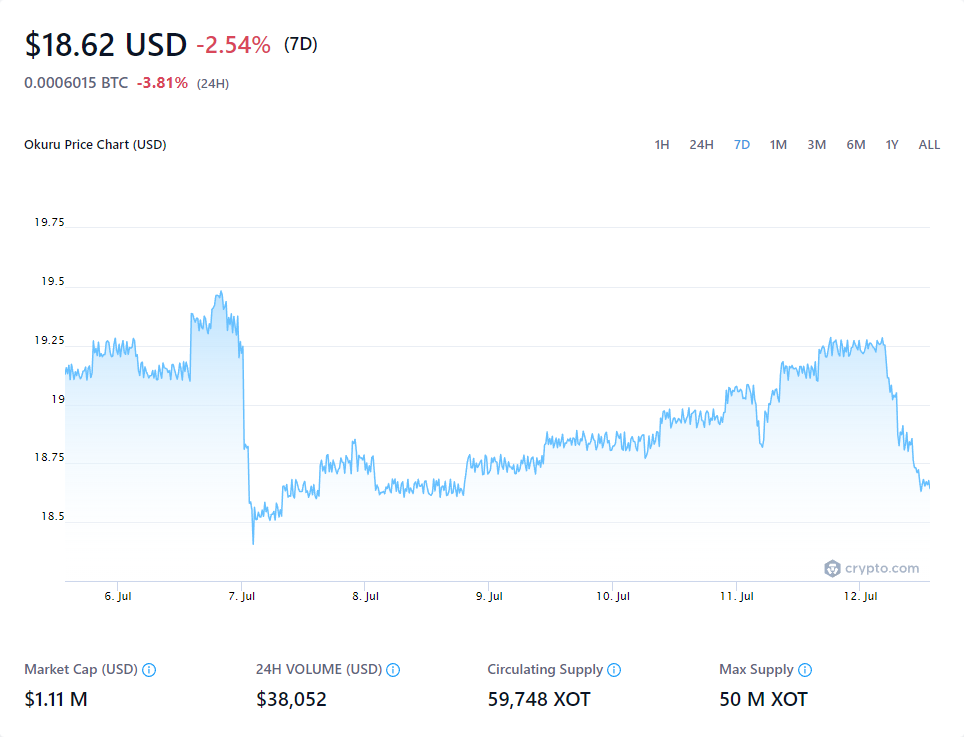 $18.62 USD -2.54% (7D)
0.0006015 BTC -3.81% (24H)
Okuru Price Chart (USD) 1H 24H 7D 1M 3M 6M 1Y ALL
19.75
19.5
19.25
19
18.75
18.5
crypto.com
6. Jul 7. Jul 8. Jul 9. Jul 10. Jul 11. Jul 12. Jul
Market Cap (USD) 24H VOLUME (USD) Circulating Supply Max Supply
$1.11 M $38,052 59,748 XOT 50 M XOT